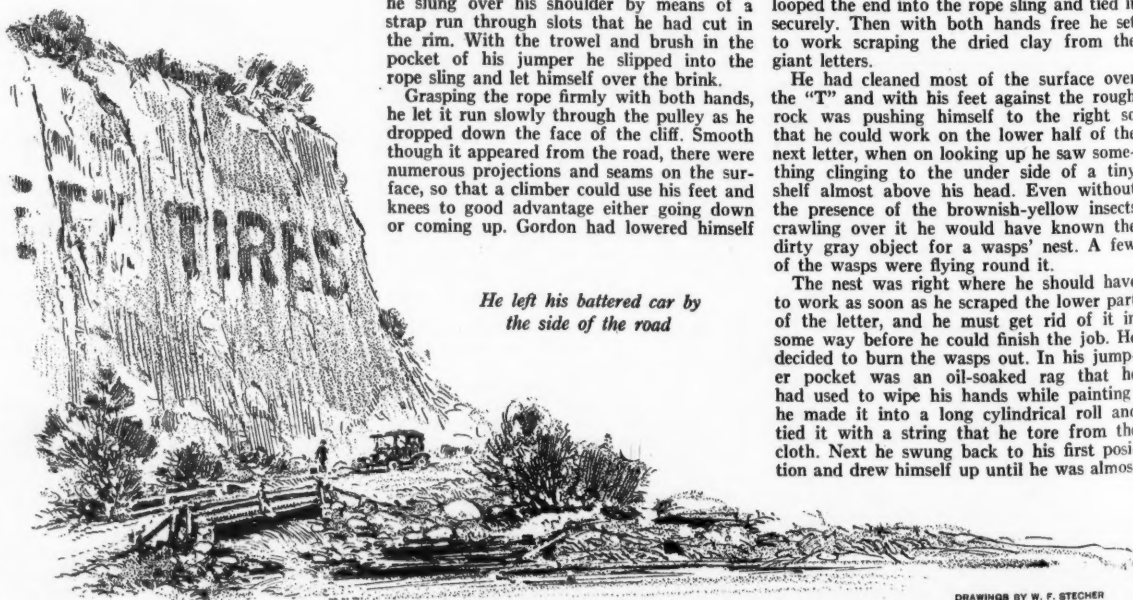 he slung over his shoulder by means of a
strap run through slots that he had cut in
the rim. With the trowel and brush in the
pocket of his jumper he slipped into the
rope sling and let himself over the brink.
Grasping the rope firmly with both hands,
he let it run slowly through the pulley as he
dropped down the face of the cliff. Smooth
though it appeared from the road, there were
numerous projections and seams on the sur-
face, so that a climber could use his feet and
knees to good advantage either going down
or coming up. Gordon had lowered himself
looped the end into the rope sling and tied it
securely. Then with both hands free he set
to work scraping the dried clay from the
giant letters.
He had cleaned most of the surface over
the “T” and with his feet against the rough
rock was pushing himself to the right so
that he could work on the lower half of the
next letter, when on looking up he saw some-
thing clinging to the under side of a tiny
shelf almost above his head. Even without
the presence of the brownish-yellow insects
crawling over it he would have known the
dirty gray object for a wasps’ nest. A few
of the wasps were flying round it.
The nest was right where he should have
to work as soon as he scraped the lower part
of the letter, and he must get rid of it in
some way before he could finish the job. He
decided to burn the wasps out. In his jump-
er pocket was an oil-soaked rag that he
had used to wipe his hands while painting
he made it into a long cylindrical roll and
tied it with a string that he tore from the
cloth. Next he swung back to his first posi
tion and drew himself up until he was almos
TIRES
He left his battered car by
the side of the road
DRAWINGS BY W. F. STECHER